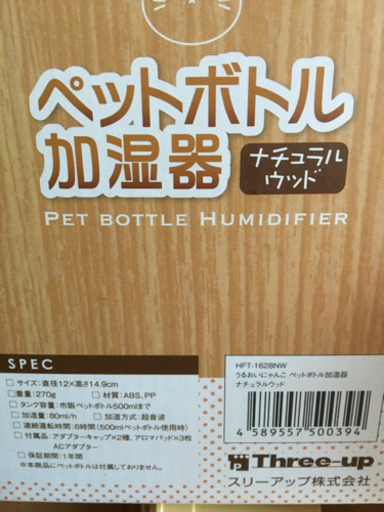 ペットボトル
加湿器
ナチュラル
ウッド
PET BOTTLE HUMIDIFIER
SPEC
□サイズ：直径12×高さ14.9cm
□重量：270g □材質：ABS、PP
□タンク容量：市販ペットボトル500mlまで
□加湿量：80ml/h □加湿方式：超音波
□連続運転時間：6時間（500mlペットボトル使用時）
□付属品：アダプターキャップ×2種、アロマパッド×3枚
ACアダプター
□保証期間：1年間
※本商品にペットボトルは付属しておりません。
HFT-1628NW
うるおいにゃんこ ペットボトル加湿器
ナチュラルウッド
4 589557 500394
Three-up
スリーアップ株式会社